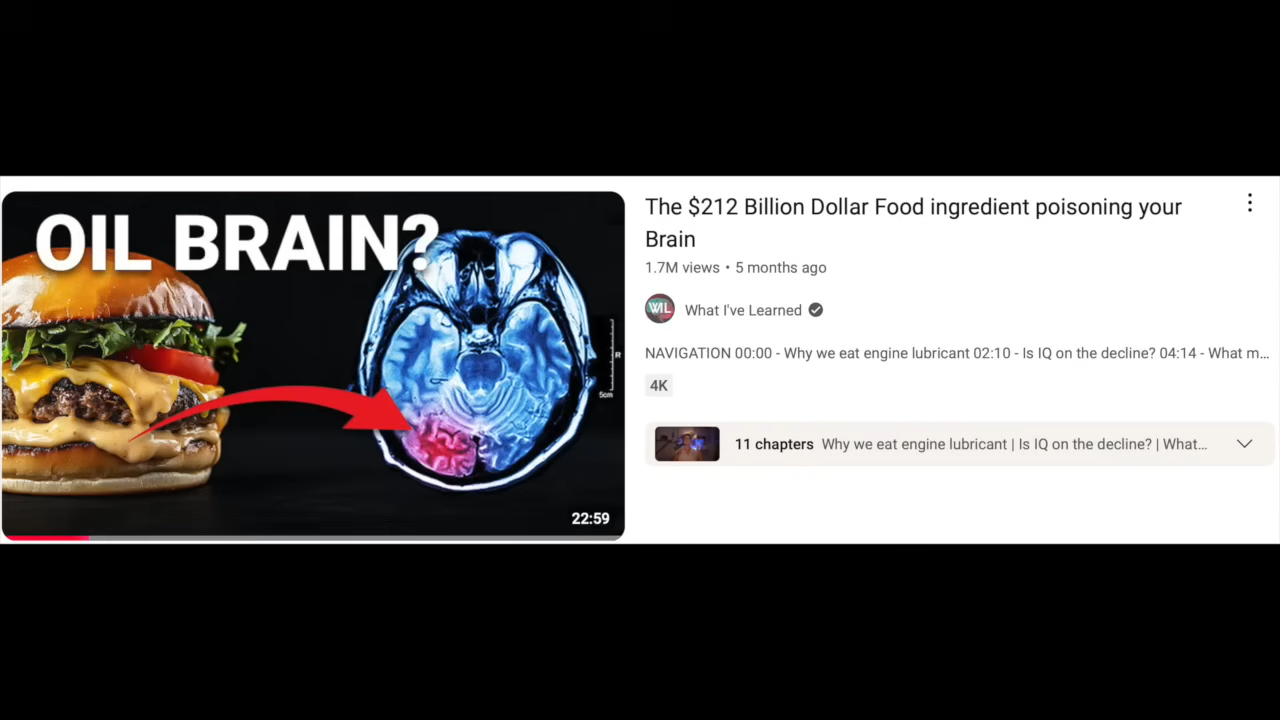 OIL BRAIN?
R
5cm
22:59
The $212 Billion Dollar Food ingredient poisoning your
Brain
1.7M views • 5 months ago
WIL
What I've Learned
NAVIGATION 00:00 - Why we eat engine lubricant 02:10 - Is IQ on the decline? 04:14 - What m...
4K
11 chapters Why we eat engine lubricant | Is IQ on the decline? | What...